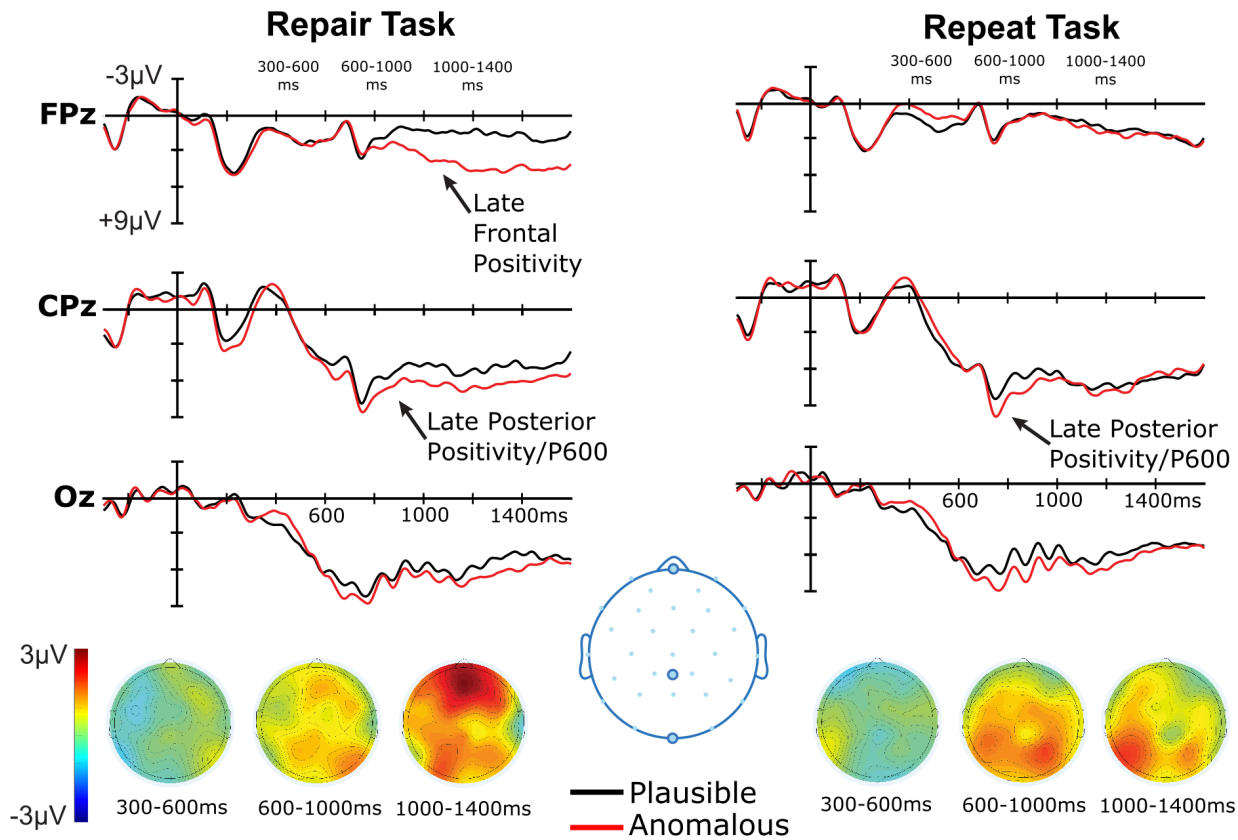 Repair Task
Repeat Task
-3µV
300-600
ms
600-1000
ms
1000-1400
ms
300-600
ms
600-1000
ms
1000-1400
ms
FPz
+9µV
Late
Frontal
Positivity
CPz
Late Posterior
Positivity/P600
Late Posterior
Positivity/P600
Oz
600
1000
1400ms
600
1000
1400ms
3µV
-3µV
300-600ms
600-1000ms
1000-1400ms
300-600ms
600-1000ms
1000-1400ms
Plausible
Anomalous